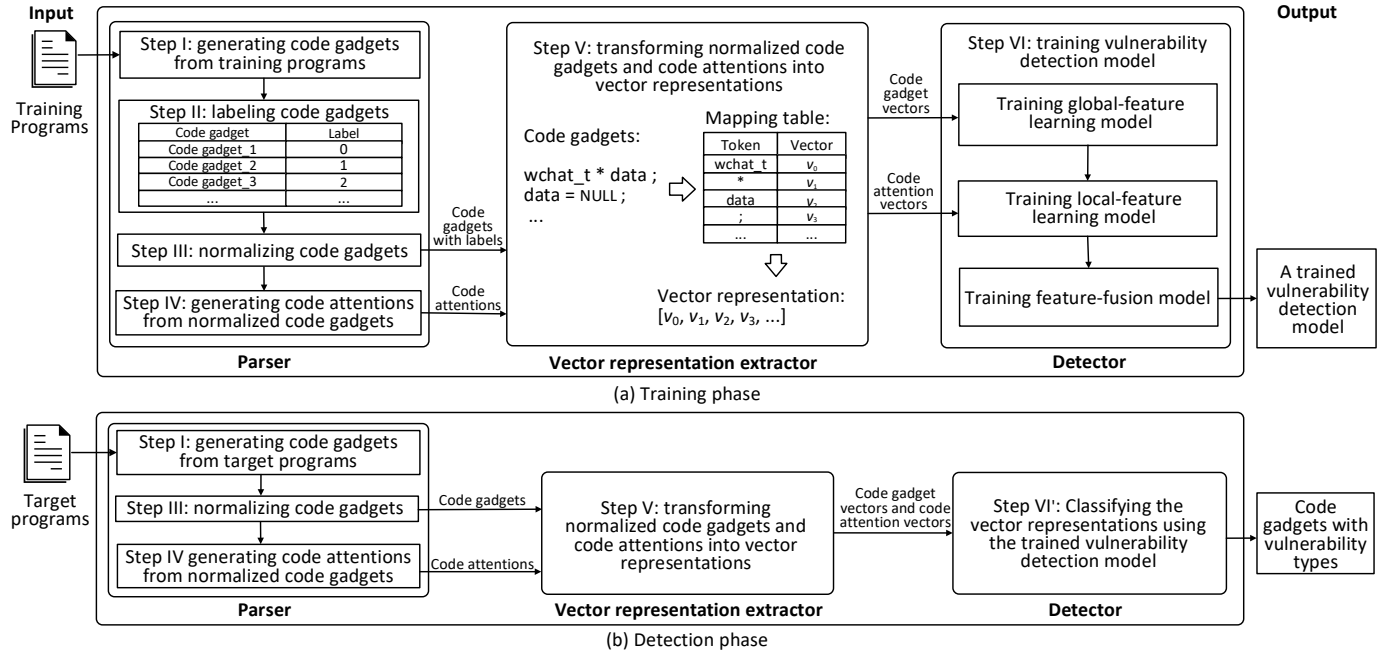 Input
Output
Training
Programs
Step I: generating code gadgets
from training programs
Step II: labeling code gadgets
Code gadget Label
Code gadget_1 0
Code gadget_2 1
Code gadget_3 2
... ...
Step III: normalizing code gadgets
Step IV: generating code attentions
from normalized code gadgets
Parser
Code
gadgets
with labels
Code
attentions
Step V: transforming normalized code
gadgets and code attentions into
vector representations
Code gadgets:
wchat_t * data ;
data = NULL ;
...
Mapping table:
Token Vector
wchat_t v₀
* v₁
data v₂
; v₃
... ...
Vector representation:
[v₀, v₁, v₂, v₃, ...]
Vector representation extractor
Code
gadget
vectors
Code
attention
vectors
Step VI: training vulnerability
detection model
Training global-feature
learning model
Training local-feature
learning model
Training feature-fusion model
Detector
A trained
vulnerability
detection
model
(a) Training phase
Target
programs
Step I: generating code gadgets
from target programs
Step III: normalizing code gadgets
Step IV generating code attentions
from normalized code gadgets
Parser
Code gadgets
Code attentions
Step V: transforming
normalized code gadgets and
code attentions into vector
representations
Vector representation extractor
Code gadget
vectors and code
attention vectors
Step VI': Classifying the
vector representations using
the trained vulnerability
detection model
Detector
Code
gadgets with
vulnerability
types
(b) Detection phase